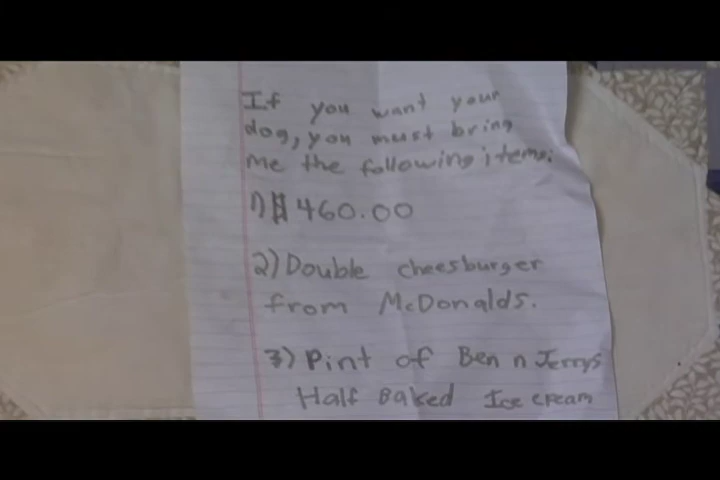 If you want your
dog, you must bring
me the following items:
1) $460.00
2) Double cheesburger
from McDonalds.
3) Pint of Ben n Jerrys
Half Baked Ice cream